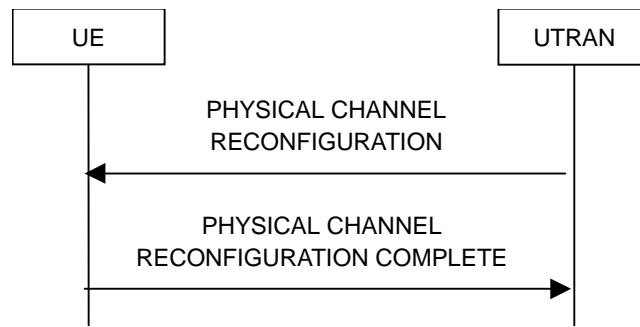 UE
UTRAN
PHYSICAL CHANNEL
RECONFIGURATION
PHYSICAL CHANNEL
RECONFIGURATION COMPLETE